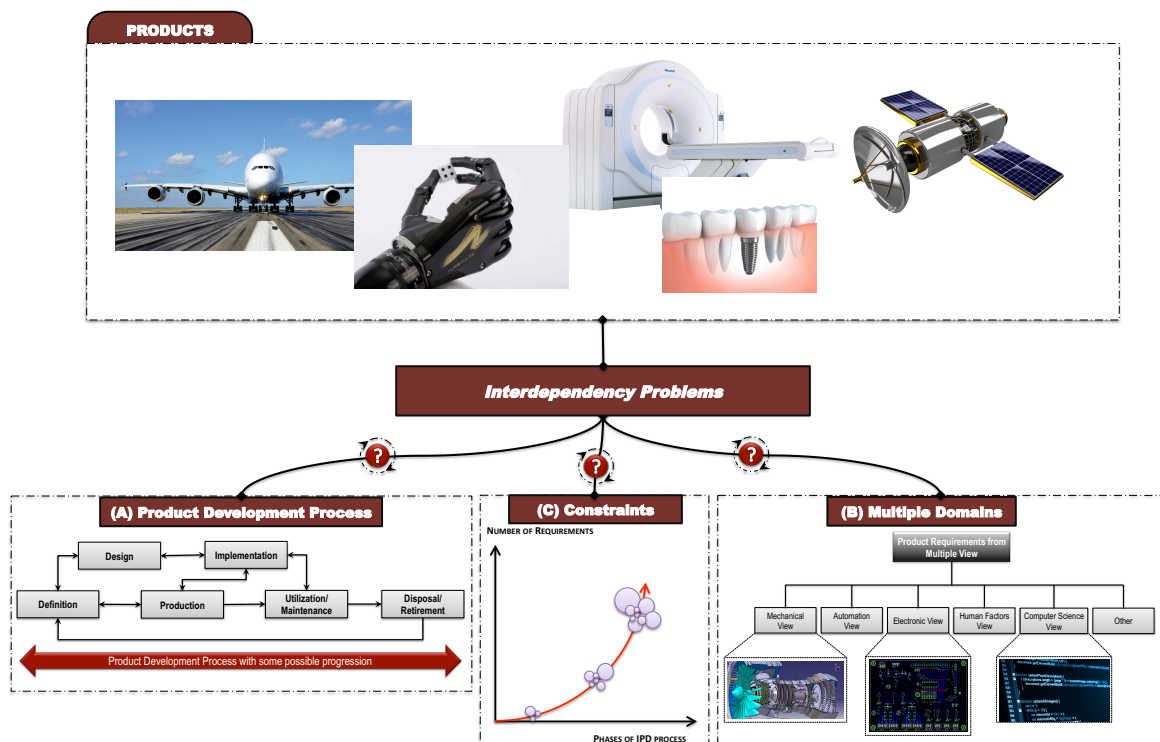 PRODUCTS
Interdependency Problems
?
?
?
(A) Product Development Process
Design
Implementation
Definition
Production
Utilization/
Maintenance
Disposal/
Retirement
Product Development Process with some possible progression
(C) Constraints
NUMBER OF REQUIREMENTS
PHASES OF IPD PROCESS
(B) Multiple Domains
Product Requirements from
Multiple View
Mechanical
View
Automation
View
Electronic View
Human Factors
View
Computer Science
View
Other